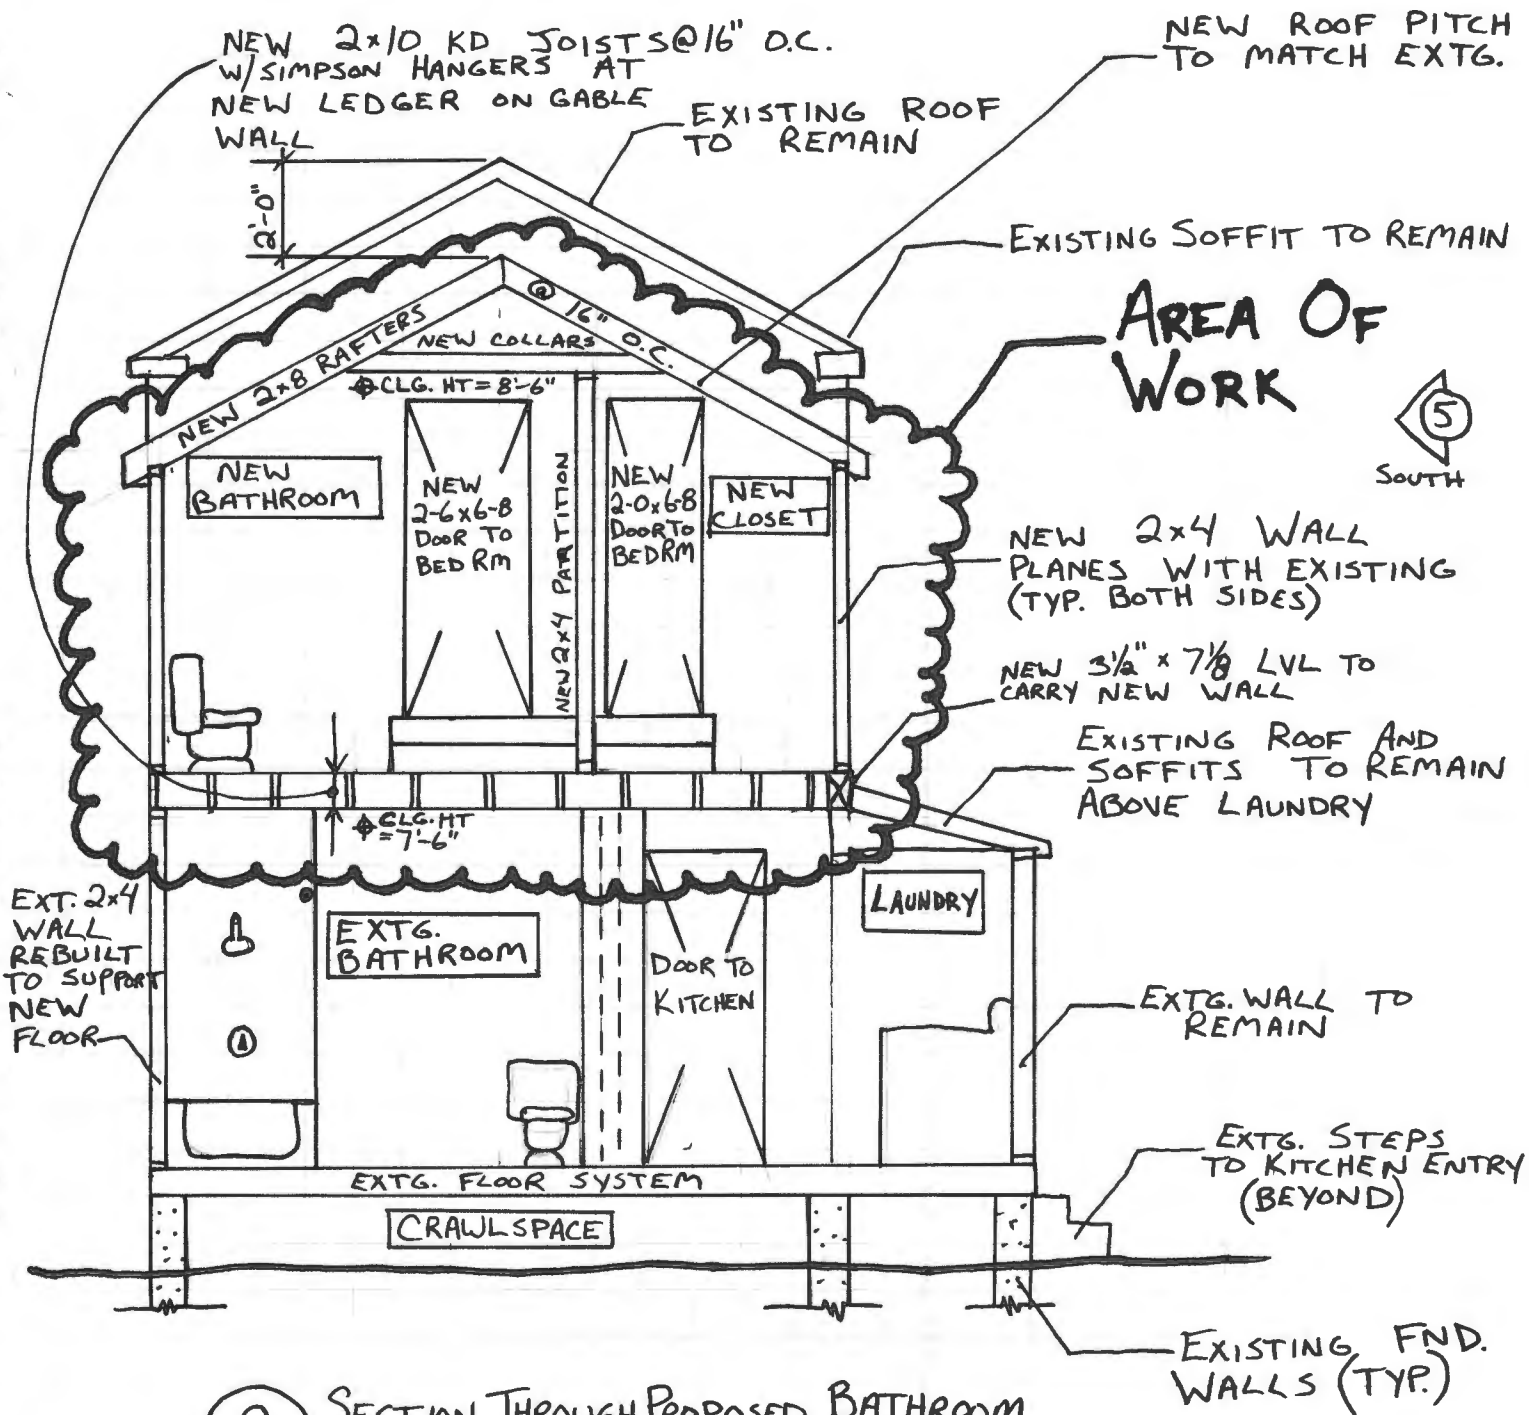 NEW 2x10 KD JOISTS@16" O.C.
W/SIMPSON HANGERS AT
NEW LEDGER ON GABLE
WALL
NEW ROOF PITCH
TO MATCH EXTG.
EXISTING ROOF
TO REMAIN
2'-0"
EXISTING SOFFIT TO REMAIN
AREA OF
WORK
5
SOUTH
NEW 2x8 RAFTERS
@ 16" O.C.
NEW COLLARS
CLG. HT = 8'-6"
NEW
BATHROOM
NEW
2-6x6-8
DOOR TO
BED RM
NEW 2x4 PARTITION
NEW
2-0x6-8
DOOR TO
BEDRM
NEW
CLOSET
NEW 2x4 WALL
PLANES WITH EXISTING
(TYP. BOTH SIDES)
NEW 3½" x 7⅛ LVL TO
CARRY NEW WALL
EXISTING ROOF AND
SOFFITS TO REMAIN
ABOVE LAUNDRY
CLG. HT
=7'-6"
EXT. 2x4
WALL
REBUILT
TO SUPPORT
NEW
FLOOR
EXTG.
BATHROOM
DOOR TO
KITCHEN
LAUNDRY
EXTG. WALL TO
REMAIN
EXTG. STEPS
TO KITCHEN ENTRY
(BEYOND)
EXTG. FLOOR SYSTEM
CRAWLSPACE
EXISTING FND.
WALLS (TYP.)
SECTION THROUGH PROPOSED BATHROOM